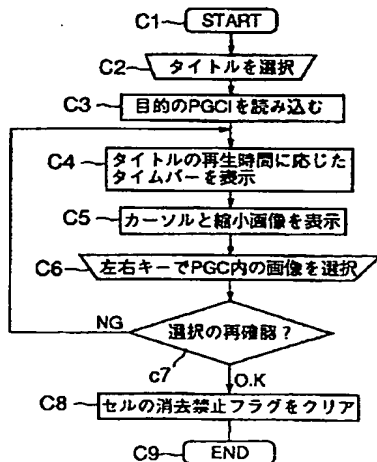 C1
START
C2
タイトルを選択
C3
目的のPGCIを読み込む
C4
タイトルの再生時間に応じた
タイムバーを表示
C5
カーソルと縮小画像を表示
C6
左右キーでPGC内の画像を選択
NG
選択の再確認?
c7
O.K
C8
セルの消去禁止フラグをクリア
C9
END